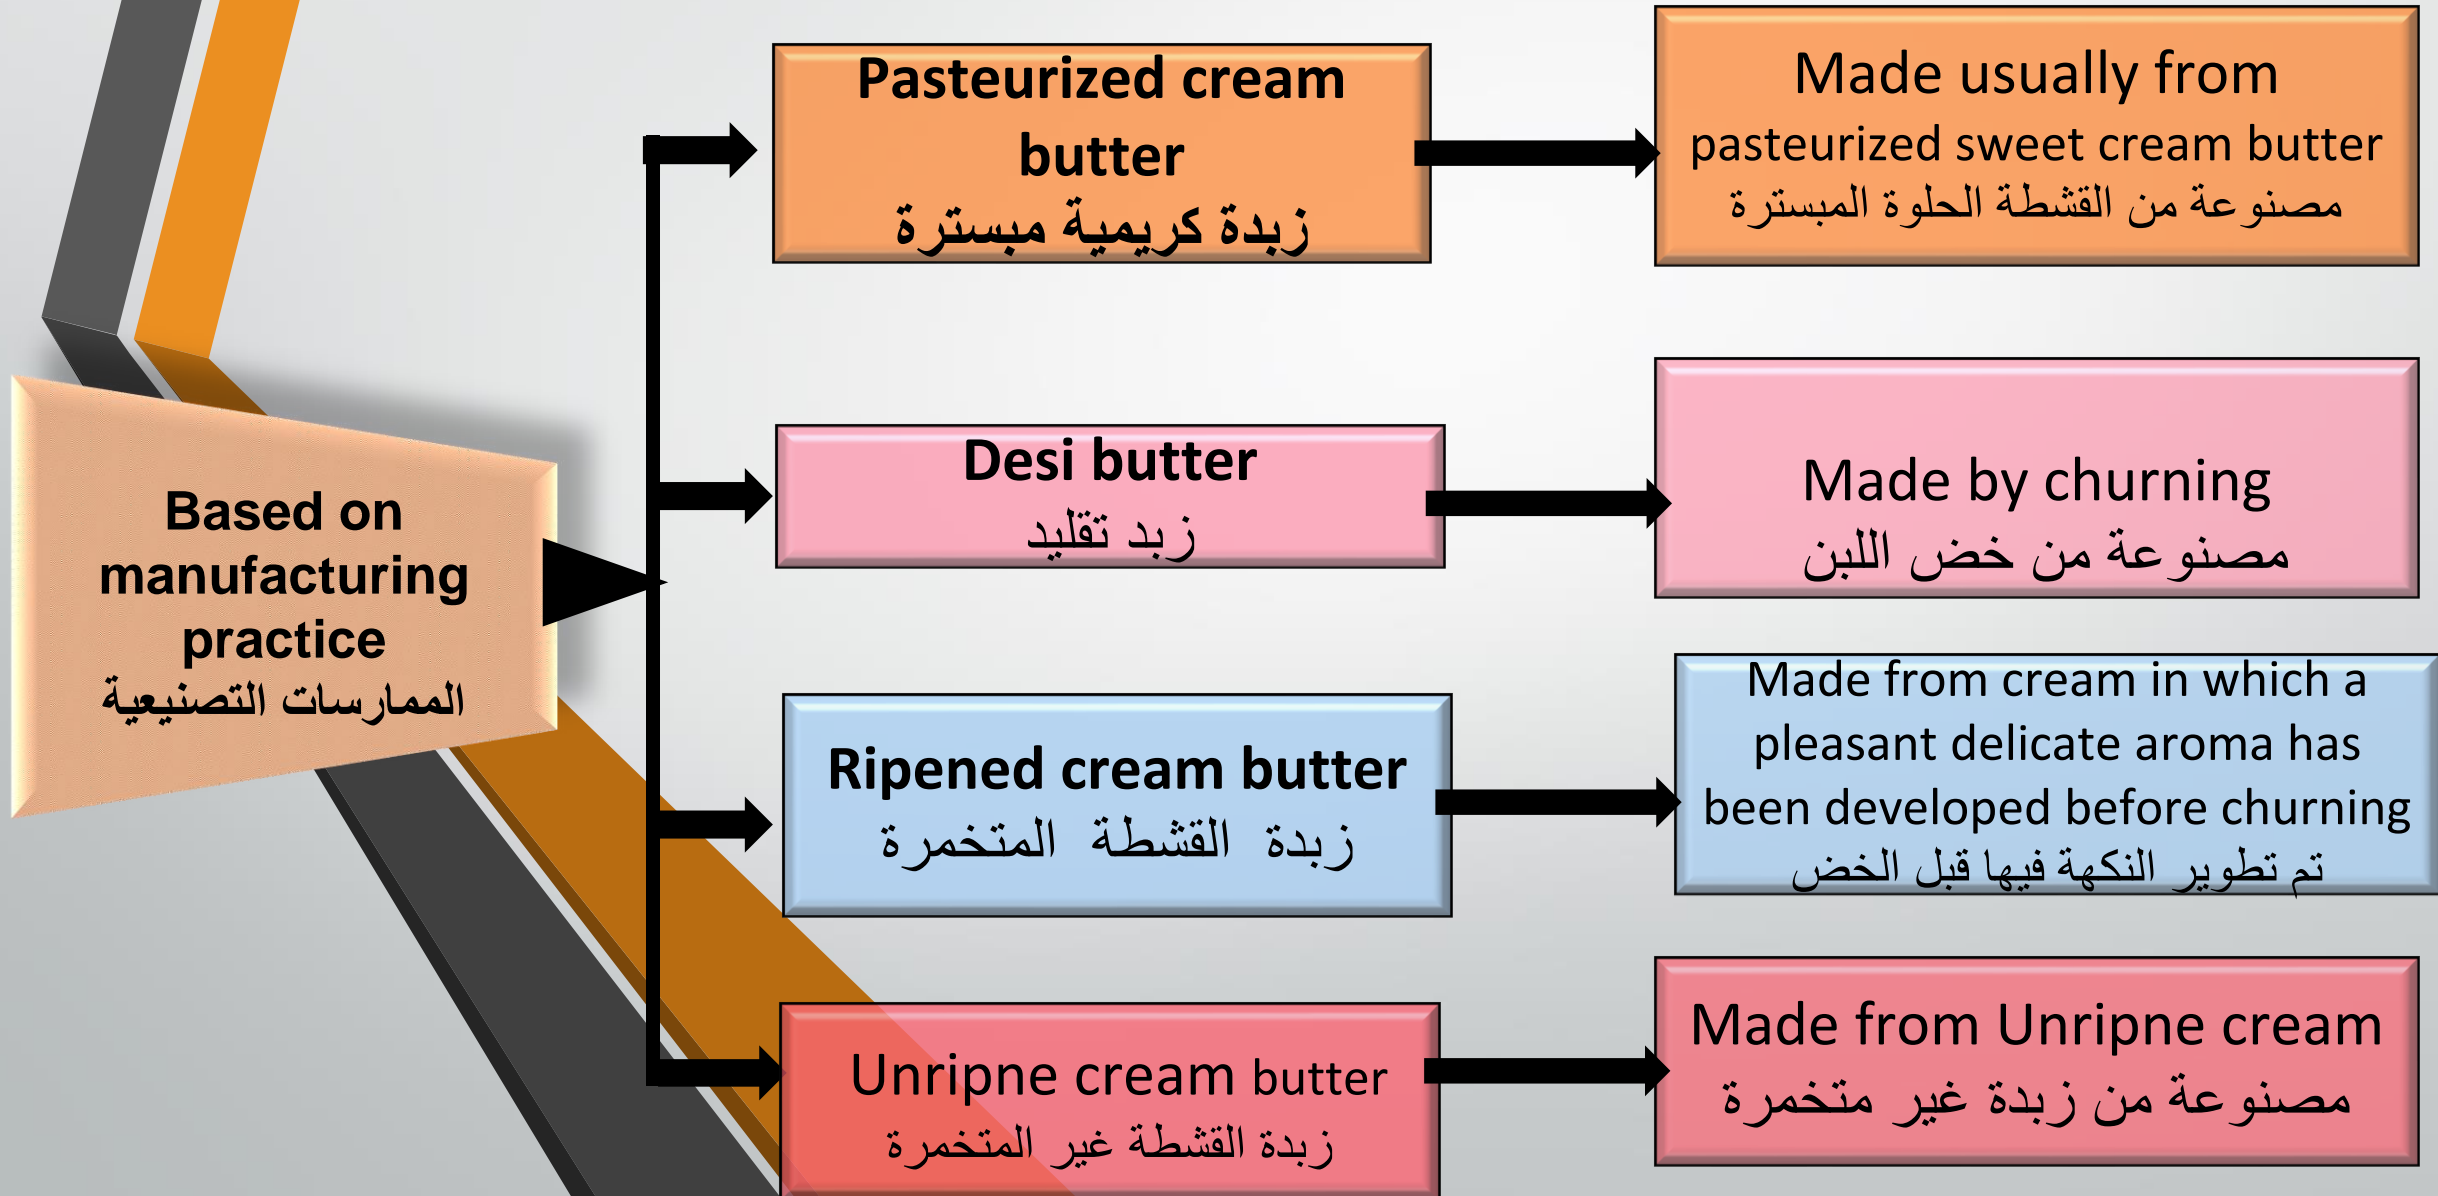 Based on
manufacturing
practice
الممارسات التصنيعية
Pasteurized cream
butter
زبدة كريمية مبسترة
Made usually from
pasteurized sweet cream butter
مصنوعة من القشطة الحلوة المبسترة
Desi butter
زبد تقليد
Made by churning
مصنوعة من خض اللبن
Ripened cream butter
زبدة القشطة المتخمرة
Made from cream in which a
pleasant delicate aroma has
been developed before churning
تم تطوير النكهة فيها قبل الخض
Unripne cream butter
زبدة القشطة غير المتخمرة
Made from Unripne cream
مصنوعة من زبدة غير متخمرة